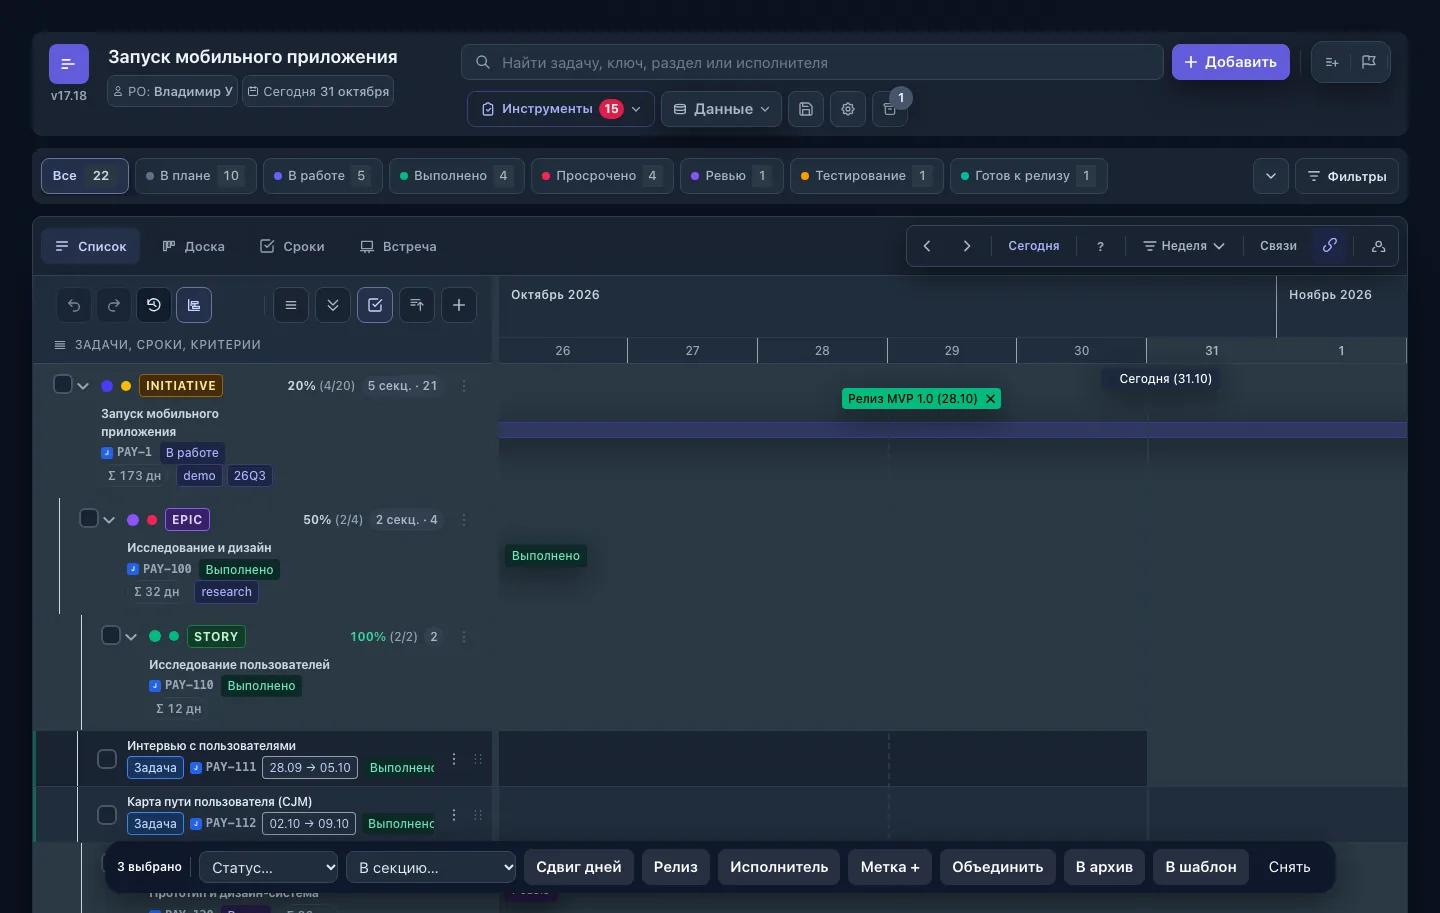 Запуск мобильного приложения
v17.18
PO: Владимир У
Сегодня 31 октября
Найти задачу, ключ, раздел или исполнителя
Добавить
Инструменты 15
Данные
1
Все 22
В плане 10
В работе 5
Выполнено 4
Просрочено 4
Ревью 1
Тестирование 1
Готов к релизу 1
Фильтры
Список
Доска
Сроки
Встреча
Сегодня
?
Неделя
Связи
ЗАДАЧИ, СРОКИ, КРИТЕРИИ
Октябрь 2026
Ноябрь 2026
26 27 28 29 30 31 1
Сегодня (31.10)
Релиз MVP 1.0 (28.10)
INITIATIVE 20% (4/20) 5 секц. · 21
Запуск мобильного
приложения
PAY-1 В работе
Σ 173 дн demo 26Q3
EPIC 50% (2/4) 2 секц. · 4
Исследование и дизайн
PAY-100 Выполнено
Σ 32 дн research
Выполнено
STORY 100% (2/2) 2
Исследование пользователей
PAY-110 Выполнено
Σ 12 дн
Интервью с пользователями
Задача PAY-111 28.09 → 05.10 Выполнено
Карта пути пользователя (CJM)
Задача PAY-112 02.10 → 09.10 Выполнено
3 выбрано
Статус...
В секцию...
Сдвиг дней
Релиз
Исполнитель
Метка +
Объединить
В архив
В шаблон
Снять
Прототип и дизайн-система